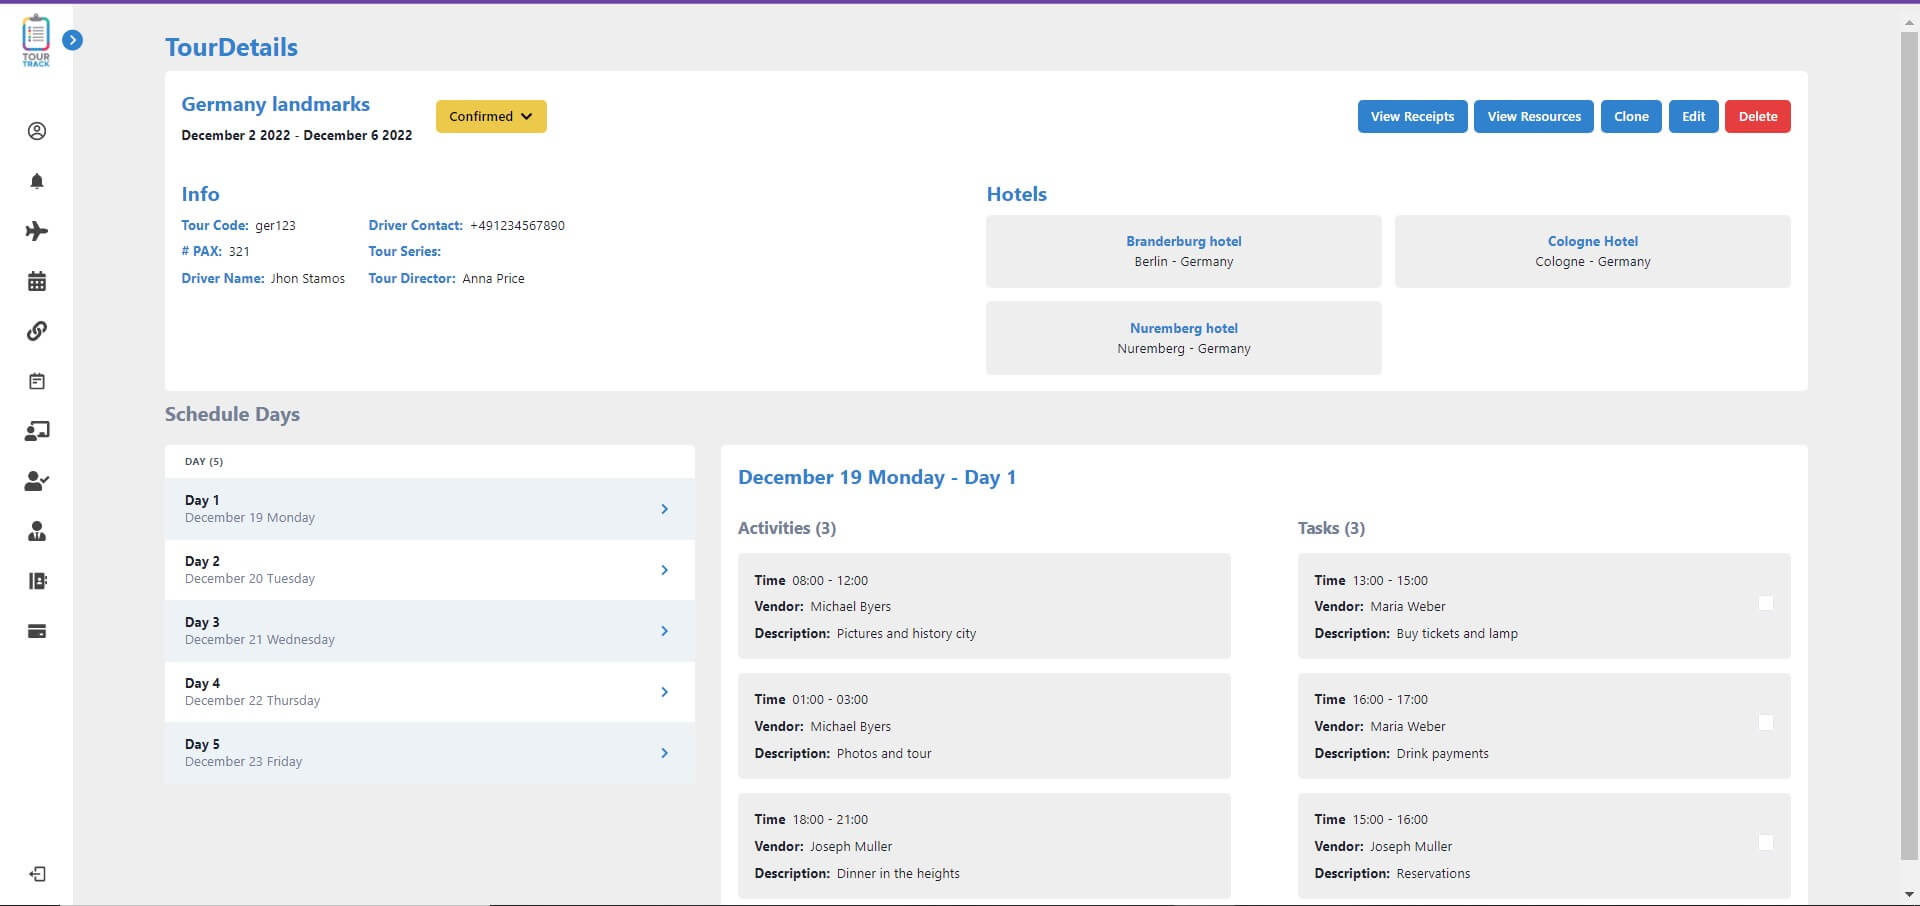 TOUR
TRACK
TourDetails
Germany landmarks
December 2 2022 - December 6 2022
Confirmed
View Receipts
View Resources
Clone
Edit
Delete
Info
Tour Code: ger123
Driver Contact: +491234567890
# PAX: 321
Tour Series:
Driver Name: Jhon Stamos
Tour Director: Anna Price
Hotels
Branderburg hotel
Berlin - Germany
Cologne Hotel
Cologne - Germany
Nuremberg hotel
Nuremberg - Germany
Schedule Days
DAY (5)
Day 1
December 19 Monday
Day 2
December 20 Tuesday
Day 3
December 21 Wednesday
Day 4
December 22 Thursday
Day 5
December 23 Friday
December 19 Monday - Day 1
Activities (3)
Time 08:00 - 12:00
Vendor: Michael Byers
Description: Pictures and history city
Time 01:00 - 03:00
Vendor: Michael Byers
Description: Photos and tour
Time 18:00 - 21:00
Vendor: Joseph Muller
Description: Dinner in the heights
Tasks (3)
Time 13:00 - 15:00
Vendor: Maria Weber
Description: Buy tickets and lamp
Time 16:00 - 17:00
Vendor: Maria Weber
Description: Drink payments
Time 15:00 - 16:00
Vendor: Joseph Muller
Description: Reservations